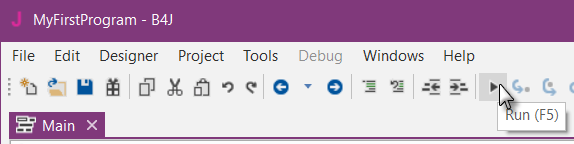 MyFirstProgram - B4J
File Edit Designer Project Tools Debug Windows Help
Run (F5)
Main